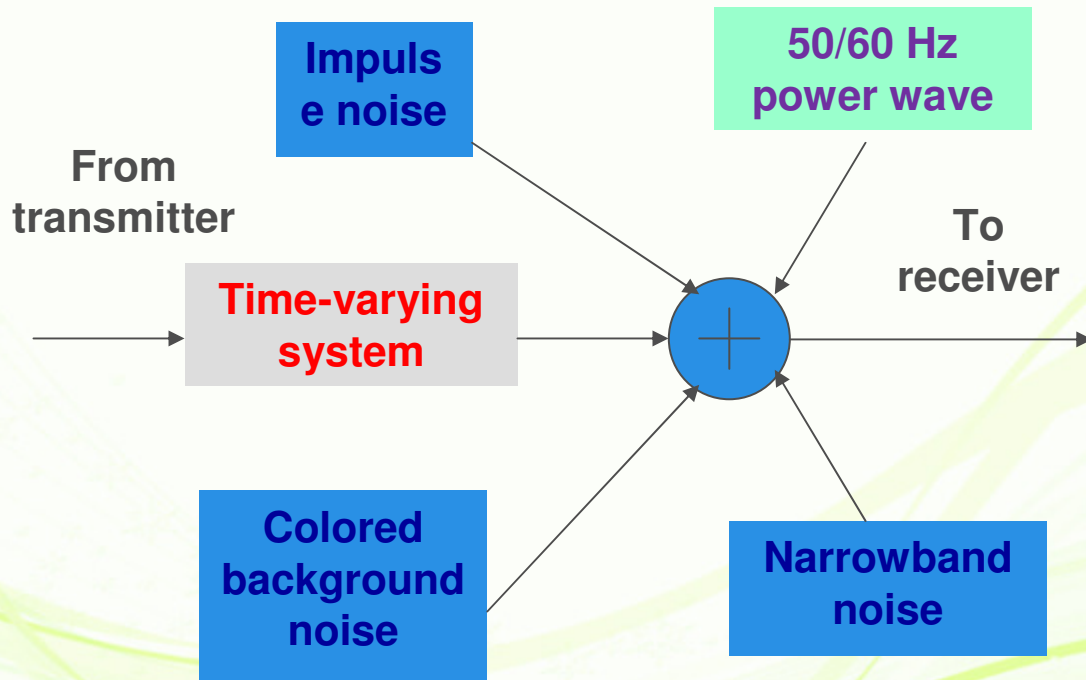 Impuls
e noise
50/60 Hz
power wave
From
transmitter
To
receiver
Time-varying
system
Colored
background
noise
Narrowband
noise